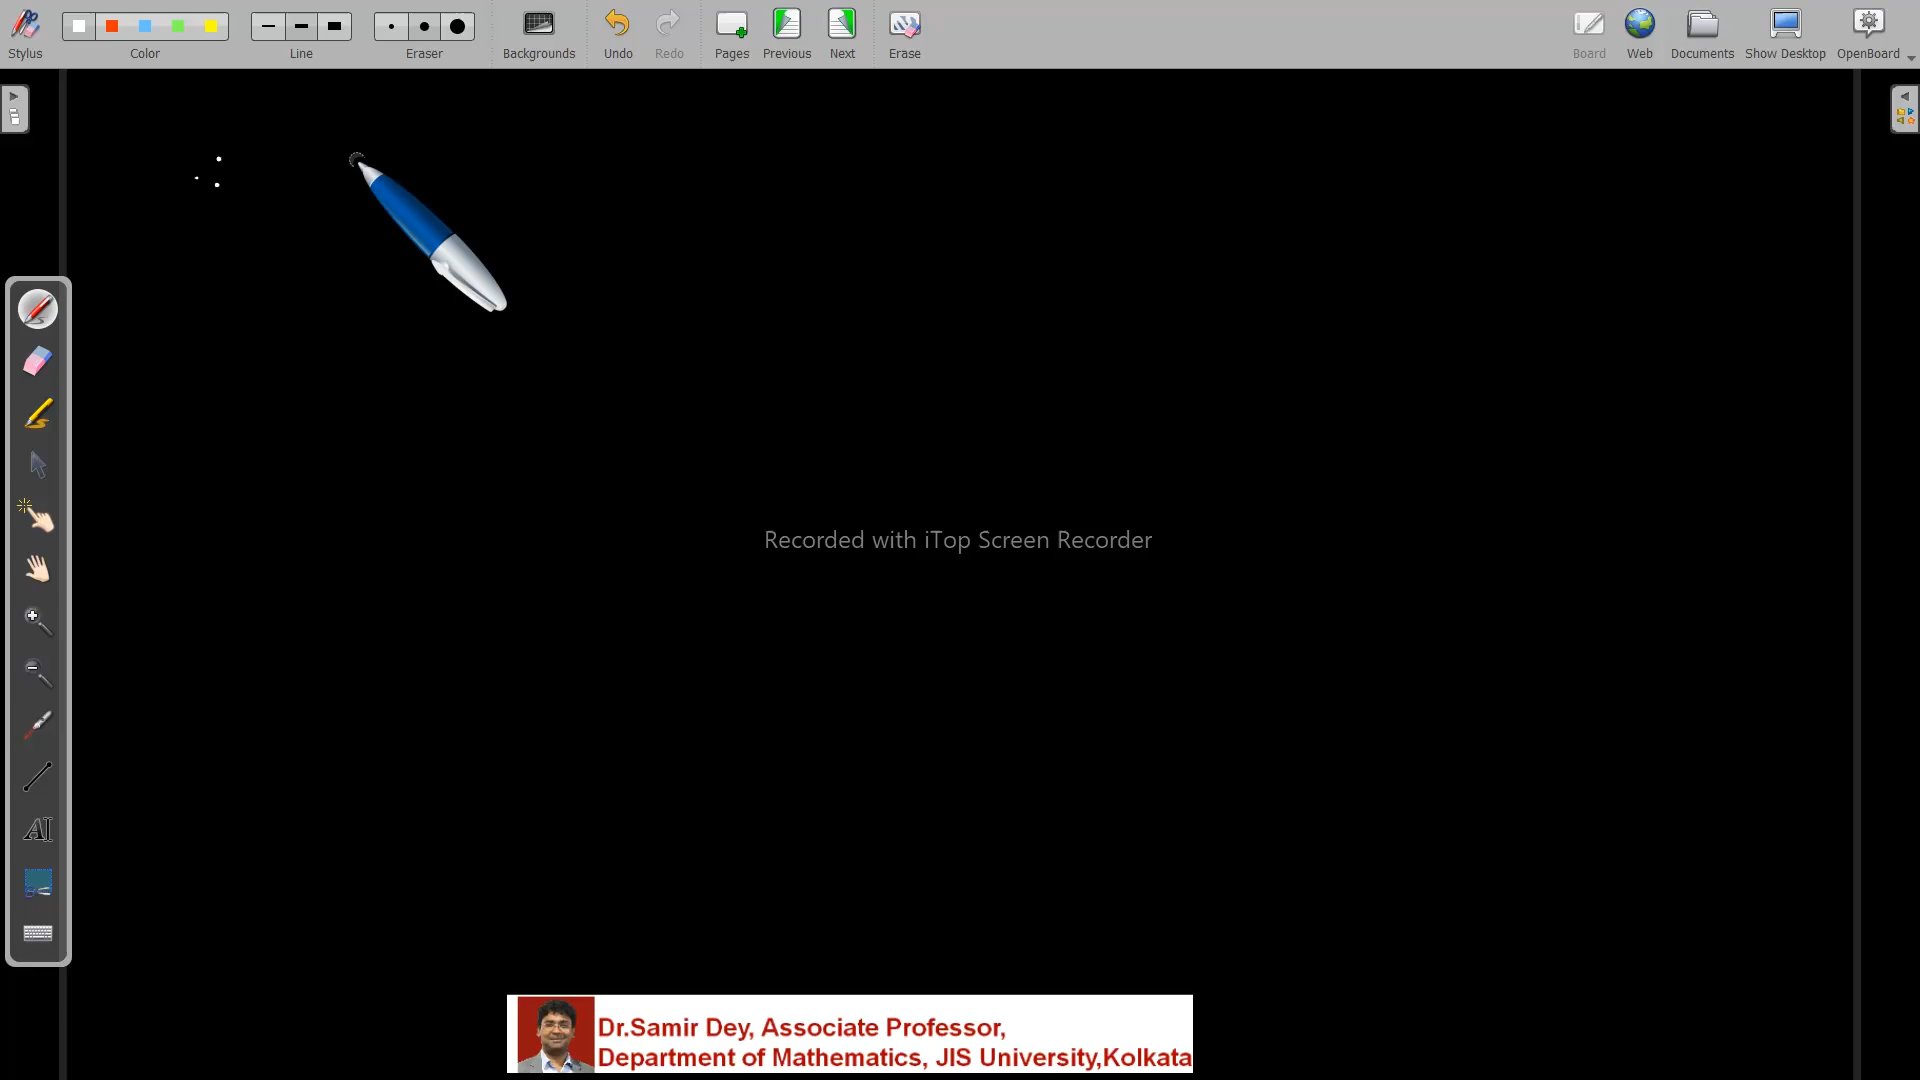 Stylus
Color
Line
Eraser
Backgrounds
Undo
Redo
Pages
Previous
Next
Erase
Board
Web
Documents
Show Desktop
OpenBoard
Recorded with iTop Screen Recorder
Dr.Samir Dey, Associate Professor,
Department of Mathematics, JIS University,Kolkata